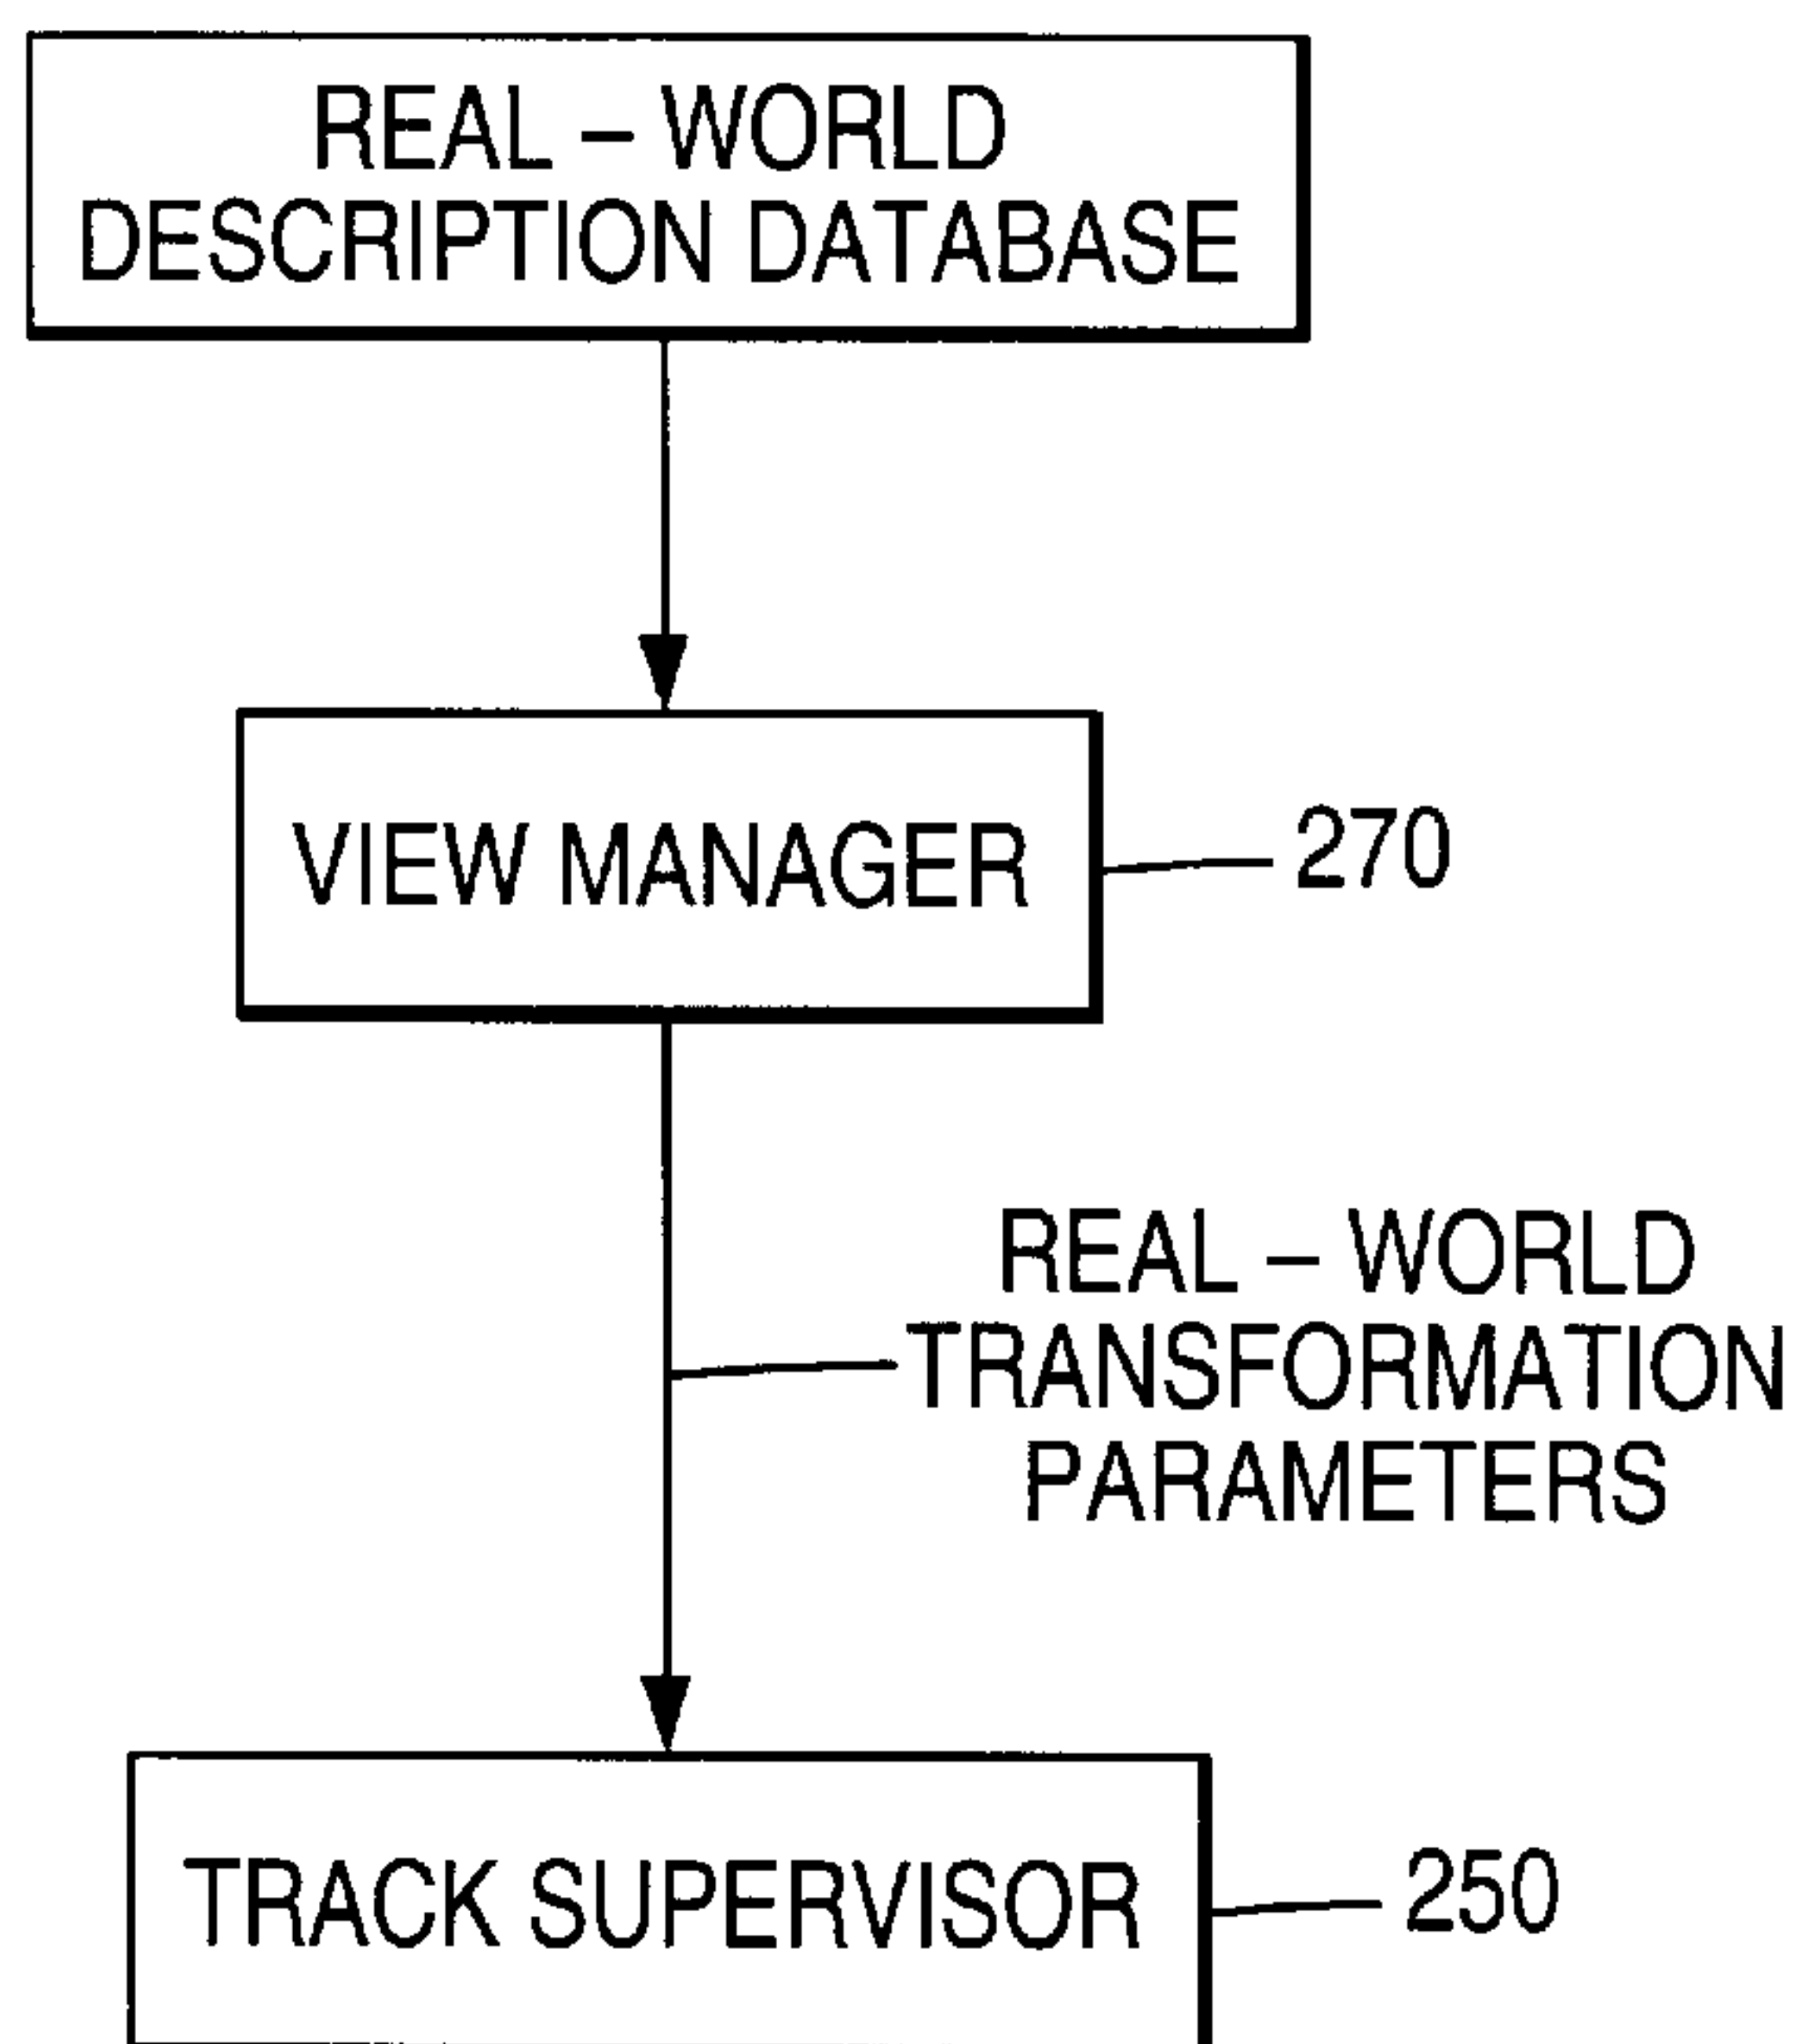 REAL – WORLD
DESCRIPTION DATABASE
VIEW MANAGER
270
REAL – WORLD
TRANSFORMATION
PARAMETERS
TRACK SUPERVISOR
250